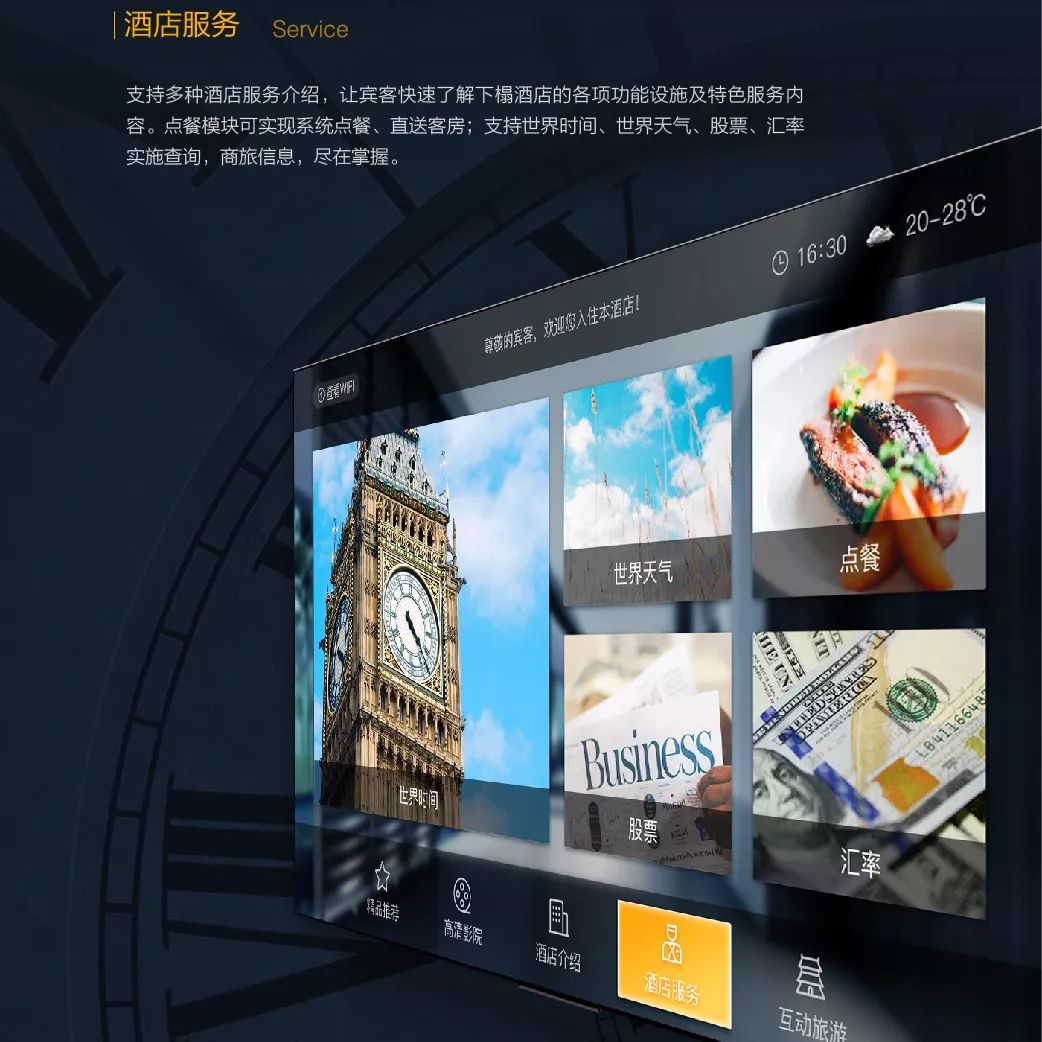 酒店服务 Service
支持多种酒店服务介绍，让宾客快速了解下榻酒店的各项功能设施及特色服务内
容。点餐模块可实现系统点餐、直送客房；支持世界时间、世界天气、股票、汇率
实施查询，商旅信息，尽在掌握。
16:30 20-28℃
尊敬的宾客，欢迎您入住本酒店！
查看WIFI
世界天气
点餐
Business
世界时间
股票
汇率
精品推荐
高清影院
酒店介绍
酒店服务
互动旅游